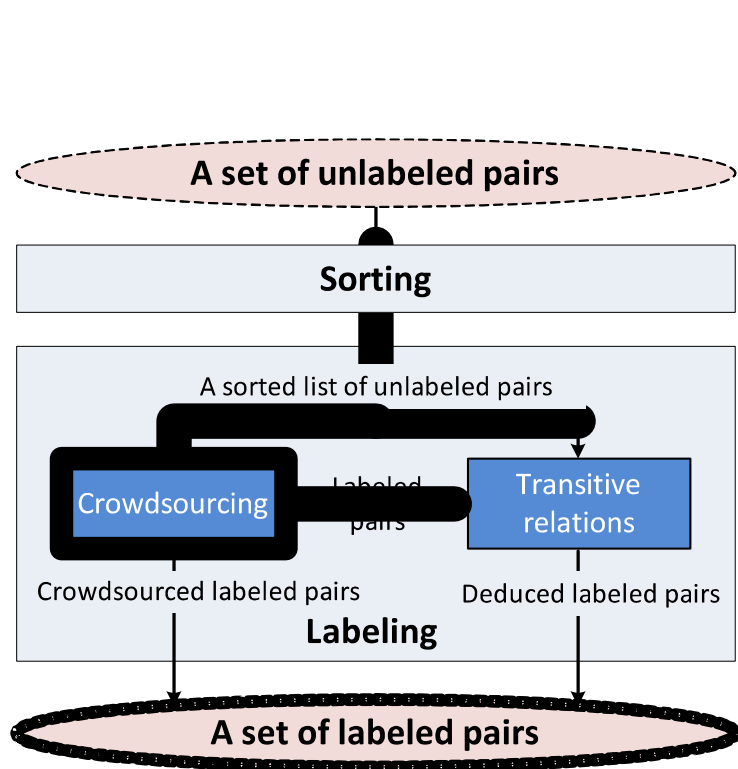 A set of unlabeled pairs
Sorting
A sorted list of unlabeled pairs
Crowdsourcing
Labeled
pairs
Transitive
relations
Crowdsourced labeled pairs
Deduced labeled pairs
Labeling
A set of labeled pairs